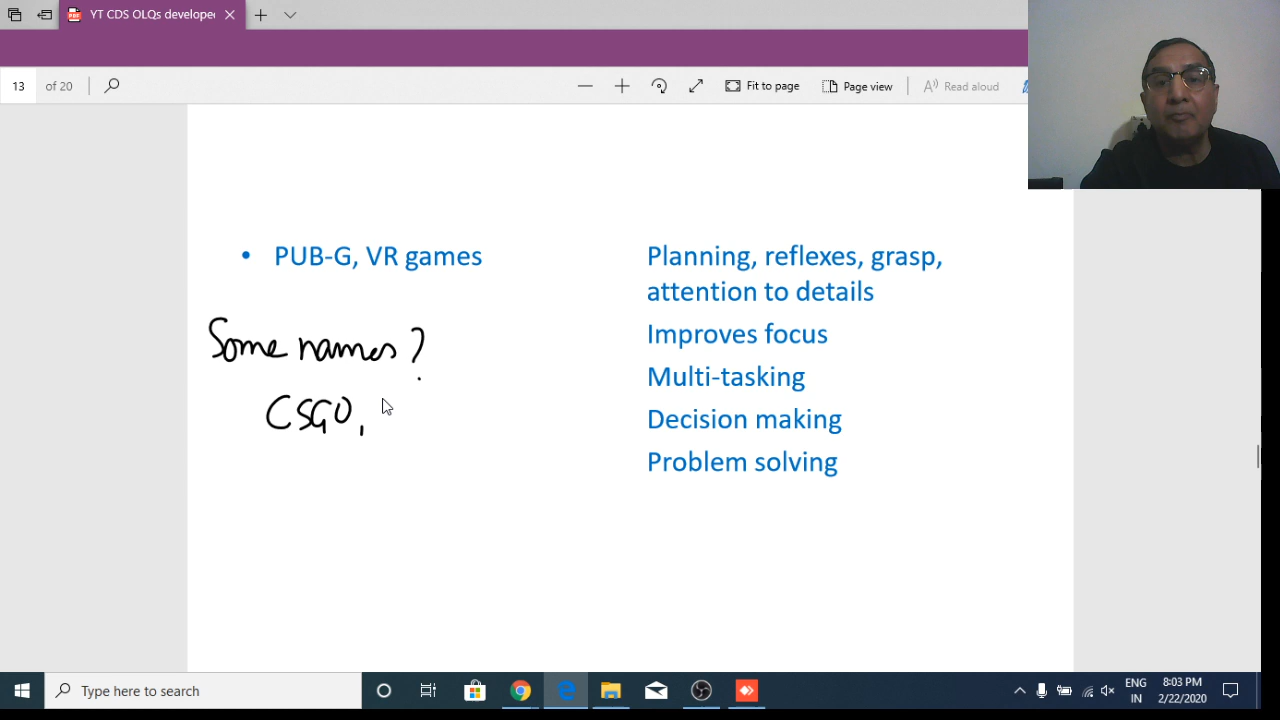 YT CDS OLQs develope
13 of 20
Fit to page
Page view
Read aloud
• PUB-G, VR games
Some names?
CSGO,
Planning, reflexes, grasp,
attention to details
Improves focus
Multi-tasking
Decision making
Problem solving
Type here to search
ENG
IN
8:03 PM
2/22/2020